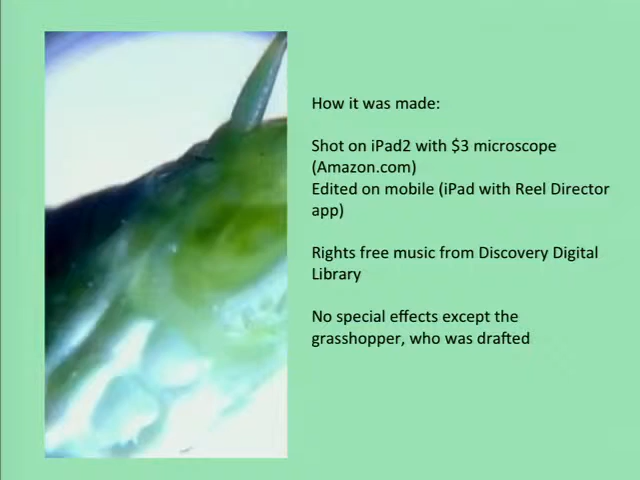 How it was made:
Shot on iPad2 with $3 microscope
(Amazon.com)
Edited on mobile (iPad with Reel Director
app)
Rights free music from Discovery Digital
Library
No special effects except the
grasshopper, who was drafted